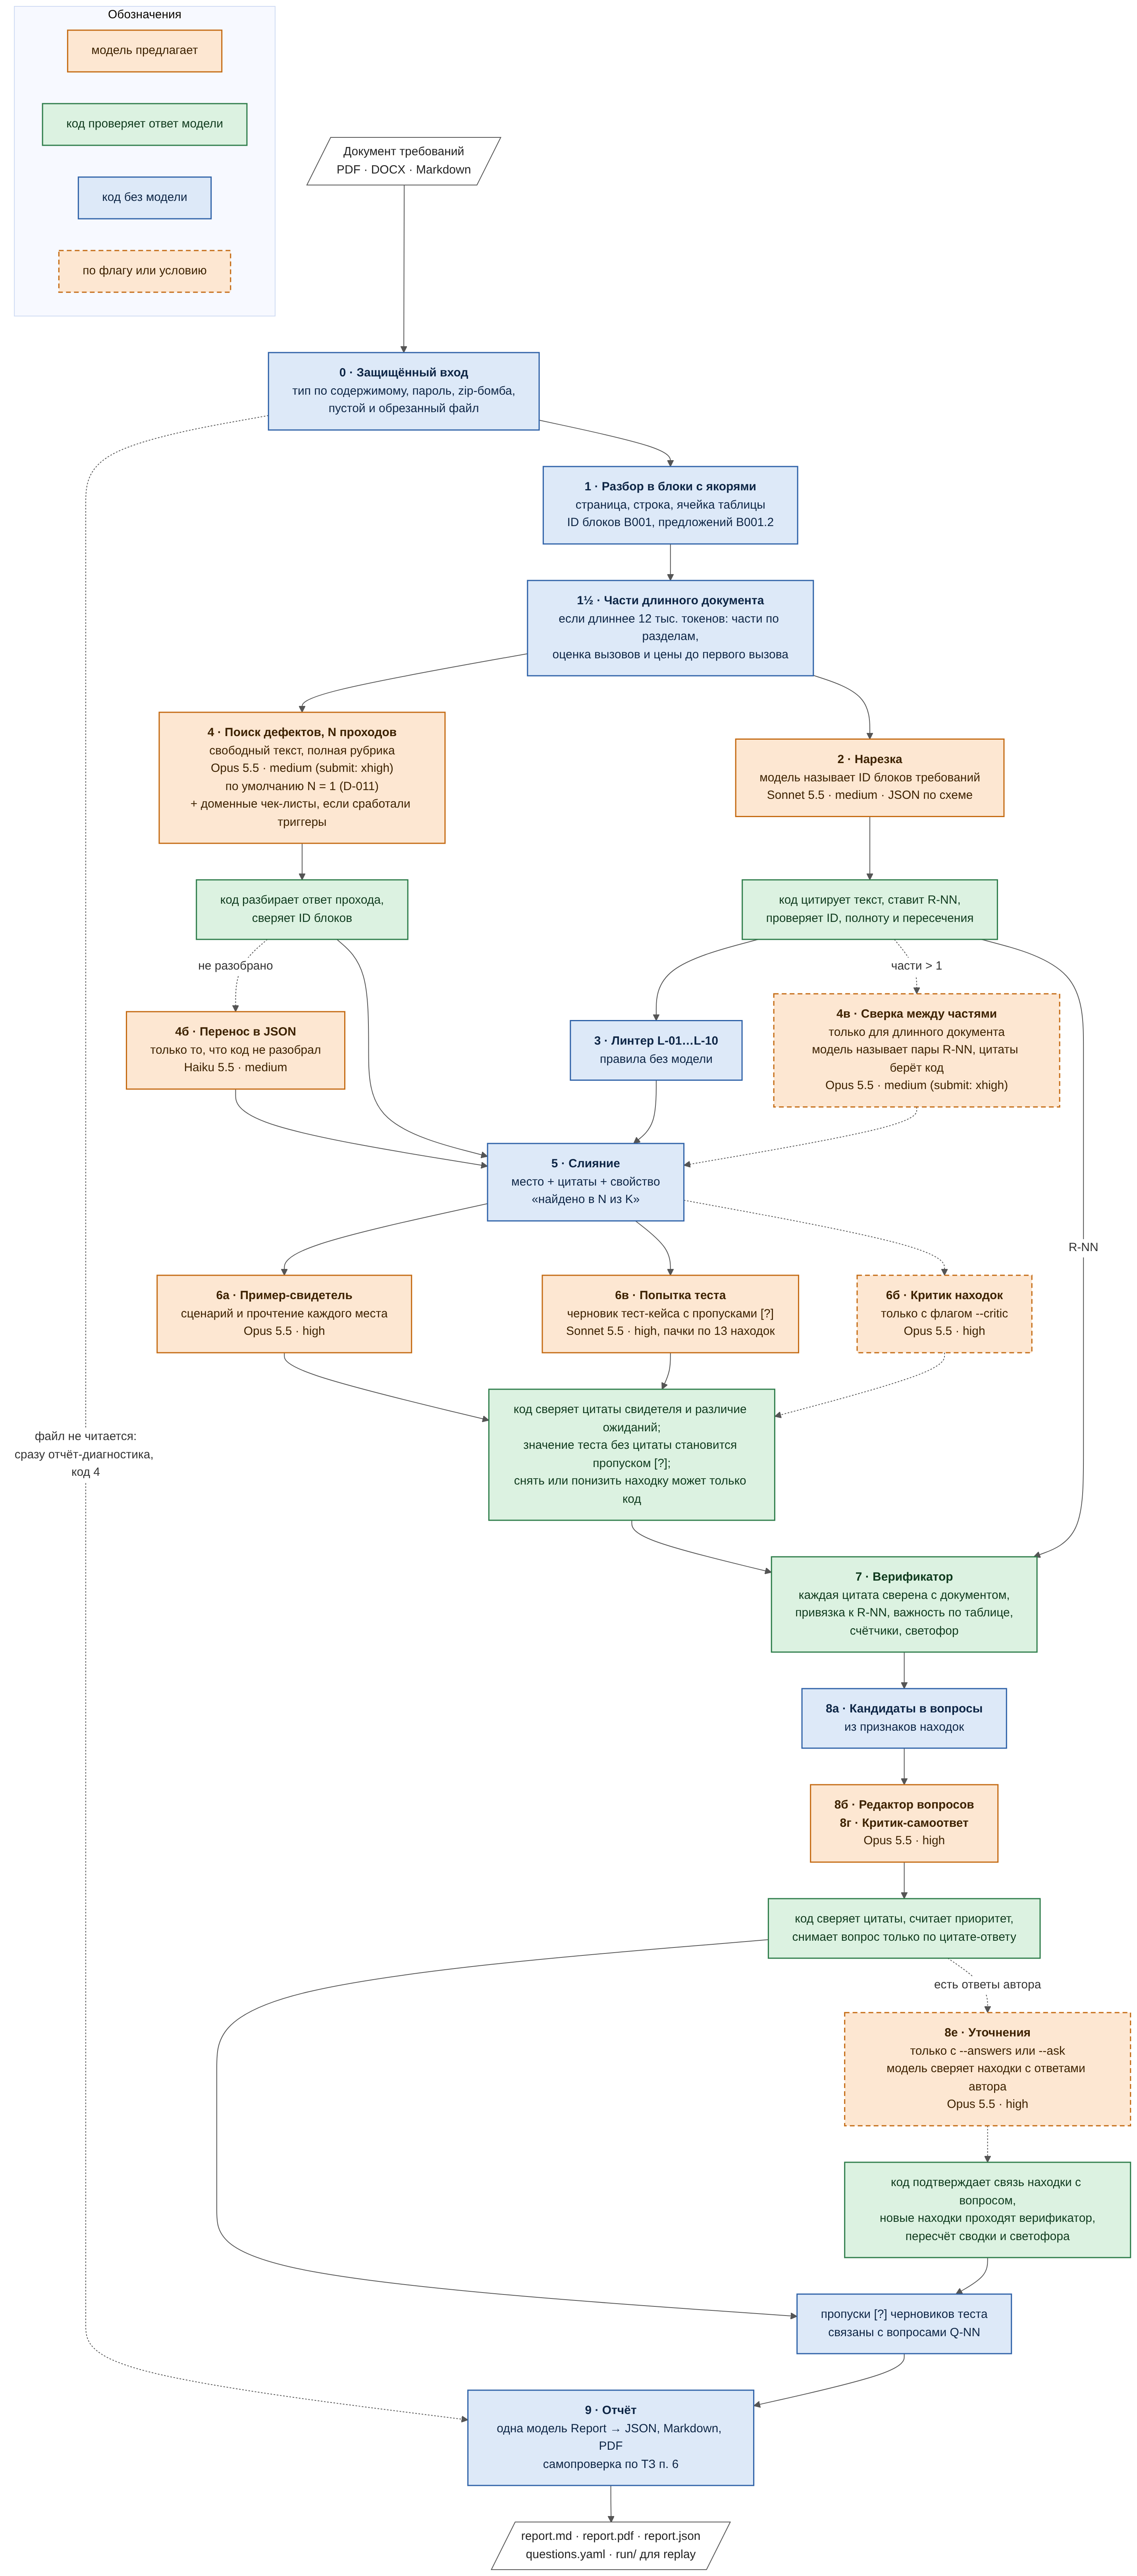 Обозначения
модель предлагает
код проверяет ответ модели
код без модели
по флагу или условию
Документ требований
PDF · DOCX · Markdown
0 · Защищённый вход
тип по содержимому, пароль, zip-бомба,
пустой и обрезанный файл
1 · Разбор в блоки с якорями
страница, строка, ячейка таблицы
ID блоков B001, предложений B001.2
1½ · Части длинного документа
если длиннее 12 тыс. токенов: части по
разделам,
оценка вызовов и цены до первого вызова
4 · Поиск дефектов, N проходов
свободный текст, полная рубрика
Opus 5.5 · medium (submit: xhigh)
по умолчанию N = 1 (D-011)
+ доменные чек-листы, если сработали
триггеры
2 · Нарезка
модель называет ID блоков требований
Sonnet 5.5 · medium · JSON по схеме
код разбирает ответ прохода,
сверяет ID блоков
код цитирует текст, ставит R-NN,
проверяет ID, полноту и пересечения
не разобрано
части > 1
4б · Перенос в JSON
только то, что код не разобрал
Haiku 5.5 · medium
3 · Линтер L-01…L-10
правила без модели
4в · Сверка между частями
только для длинного документа
модель называет пары R-NN, цитаты
берёт код
Opus 5.5 · medium (submit: xhigh)
5 · Слияние
место + цитаты + свойство
«найдено в N из K»
R-NN
6а · Пример-свидетель
сценарий и прочтение каждого места
Opus 5.5 · high
6в · Попытка теста
черновик тест-кейса с пропусками [?]
Sonnet 5.5 · high, пачки по 13 находок
6б · Критик находок
только с флагом --critic
Opus 5.5 · high
код сверяет цитаты свидетеля и различие
ожиданий;
значение теста без цитаты становится
пропуском [?];
снять или понизить находку может только
код
файл не читается:
сразу отчёт-диагностика,
код 4
7 · Верификатор
каждая цитата сверена с документом,
привязка к R-NN, важность по таблице,
счётчики, светофор
8а · Кандидаты в вопросы
из признаков находок
8б · Редактор вопросов
8г · Критик-самоответ
Opus 5.5 · high
код сверяет цитаты, считает приоритет,
снимает вопрос только по цитате-ответу
есть ответы автора
8е · Уточнения
только с --answers или --ask
модель сверяет находки с ответами
автора
Opus 5.5 · high
код подтверждает связь находки с
вопросом,
новые находки проходят верификатор,
пересчёт сводки и светофора
пропуски [?] черновиков теста
связаны с вопросами Q-NN
9 · Отчёт
одна модель Report → JSON, Markdown,
PDF
самопроверка по ТЗ п. 6
report.md · report.pdf · report.json
questions.yaml · run/ для replay